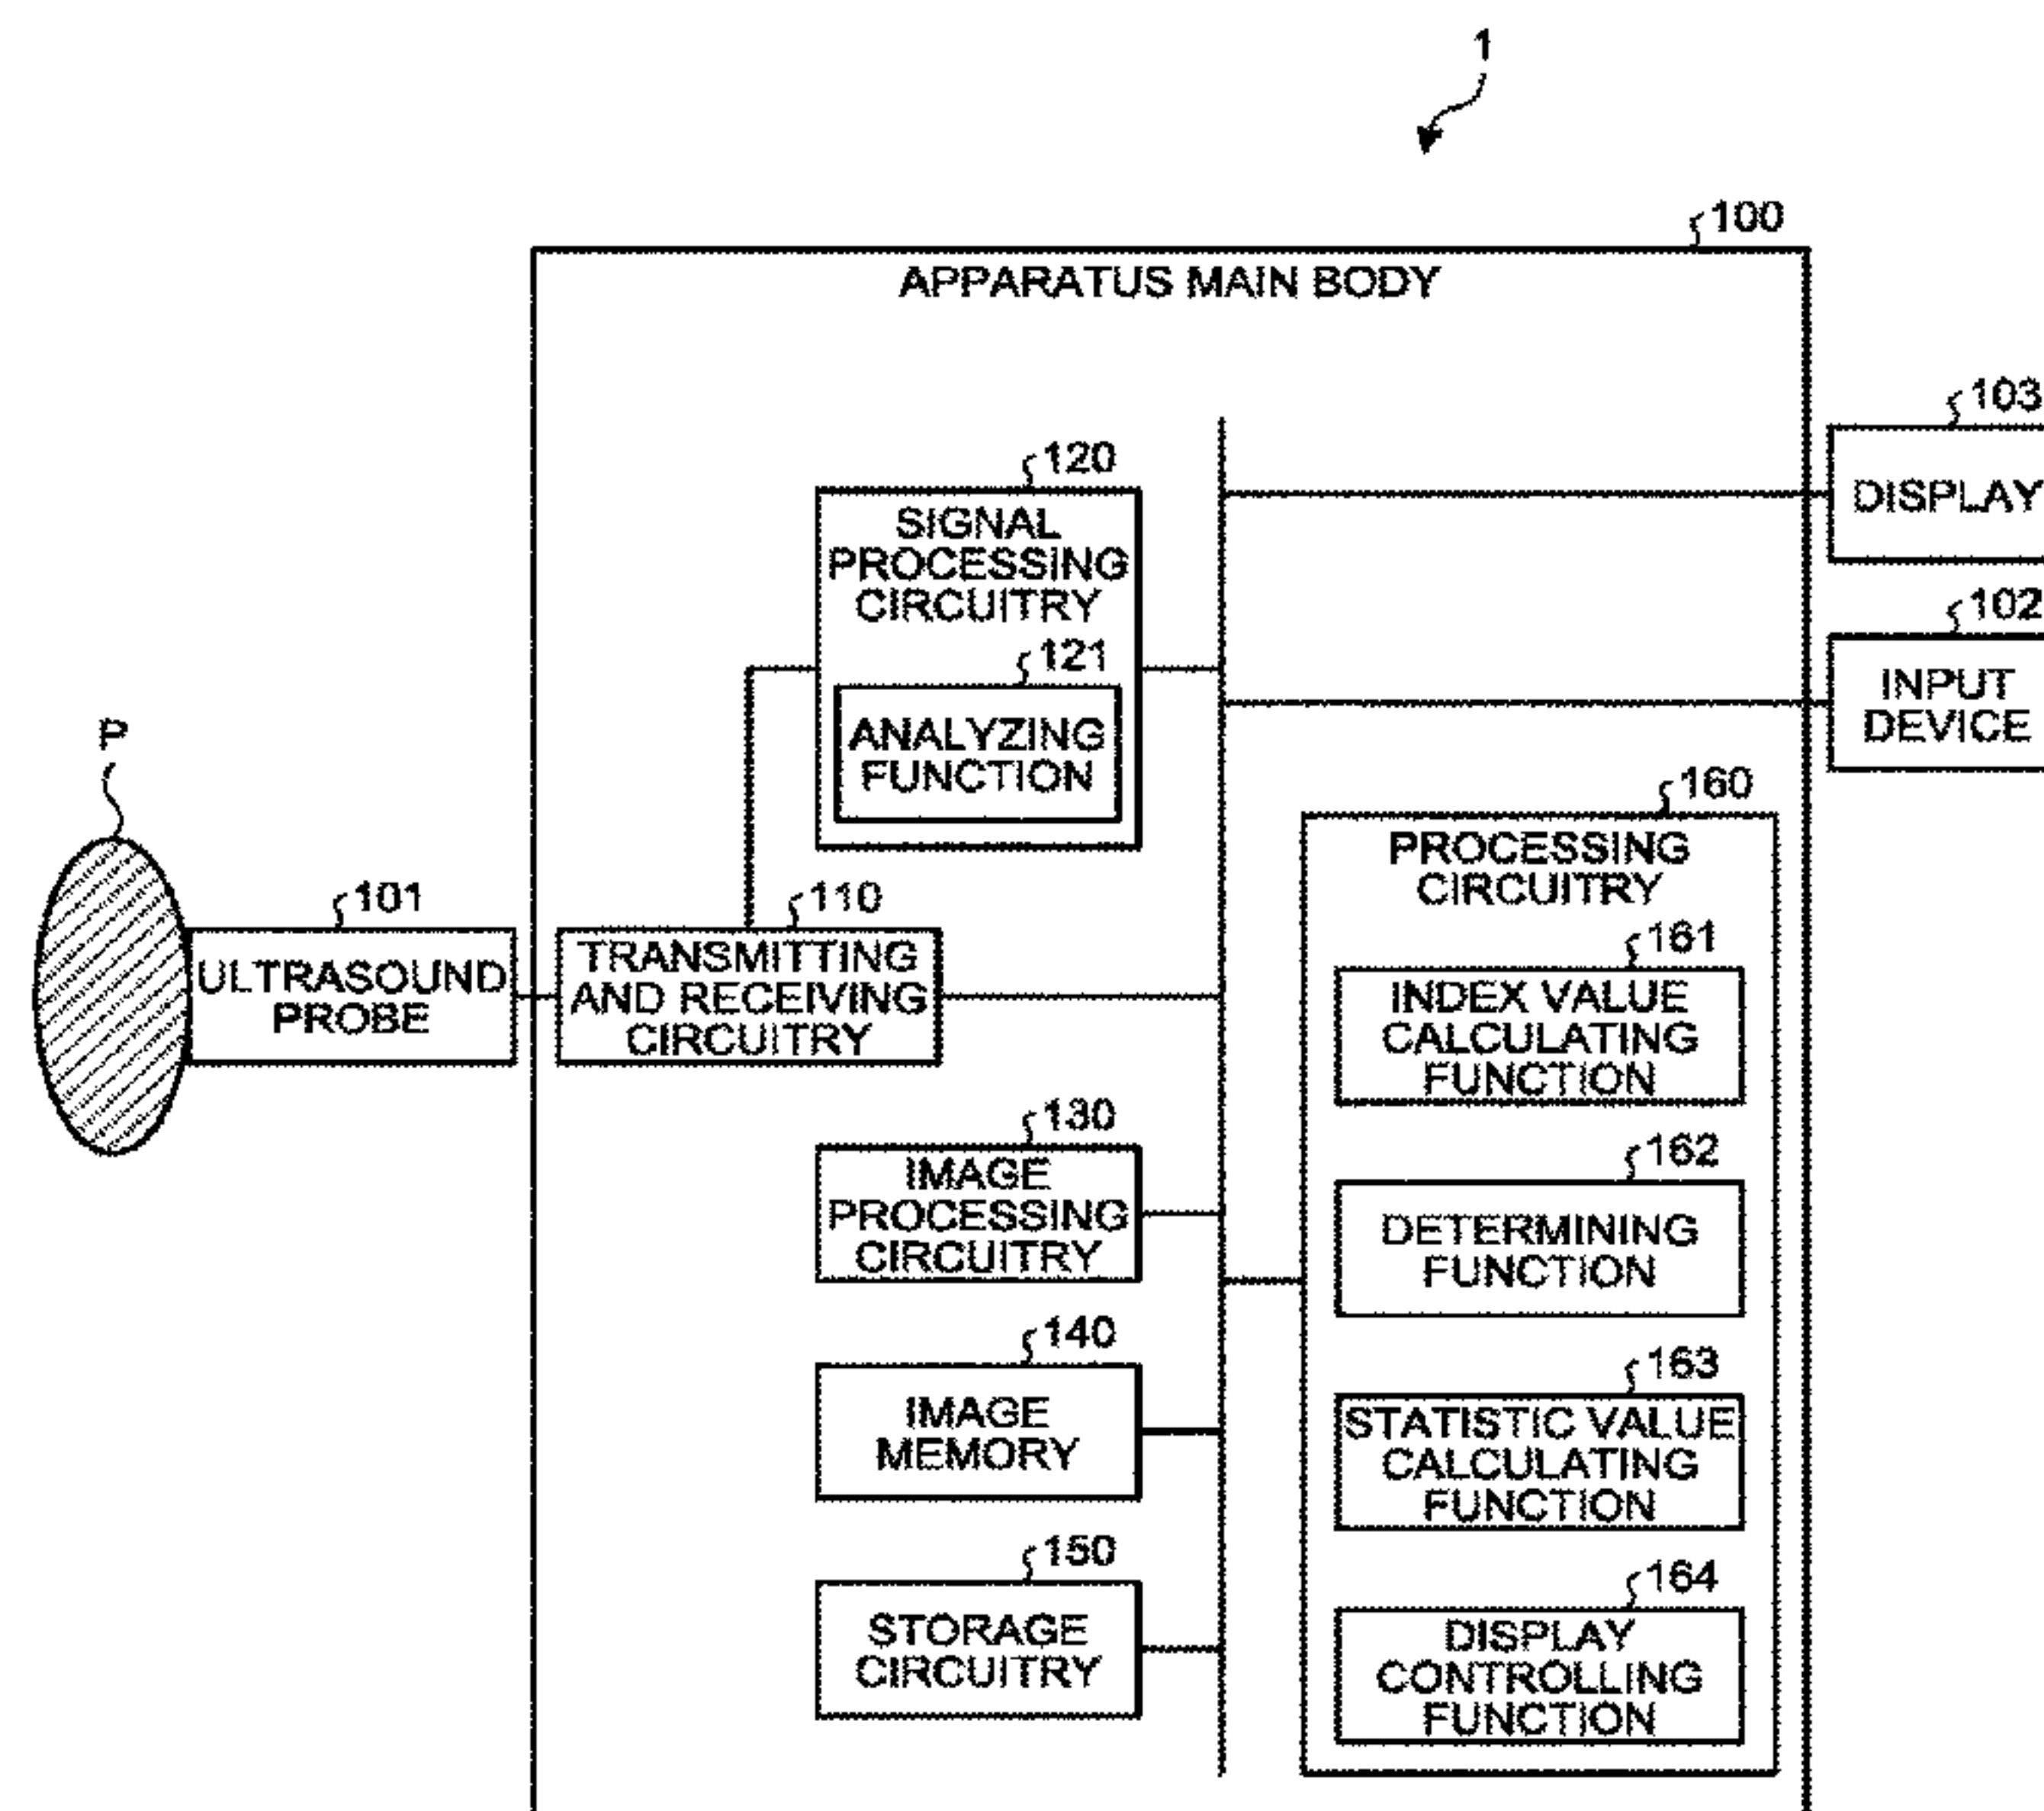 1
100
APPARATUS MAIN BODY
103
DISPLAY
120
SIGNAL
PROCESSING
CIRCUITRY
121
ANALYZING
FUNCTION
102
INPUT
DEVICE
P
160
PROCESSING
CIRCUITRY
101
ULTRASOUND
PROBE
110
TRANSMITTING
AND RECEIVING
CIRCUITRY
161
INDEX VALUE
CALCULATING
FUNCTION
130
IMAGE
PROCESSING
CIRCUITRY
162
DETERMINING
FUNCTION
140
IMAGE
MEMORY
163
STATISTIC VALUE
CALCULATING
FUNCTION
150
STORAGE
CIRCUITRY
164
DISPLAY
CONTROLLING
FUNCTION